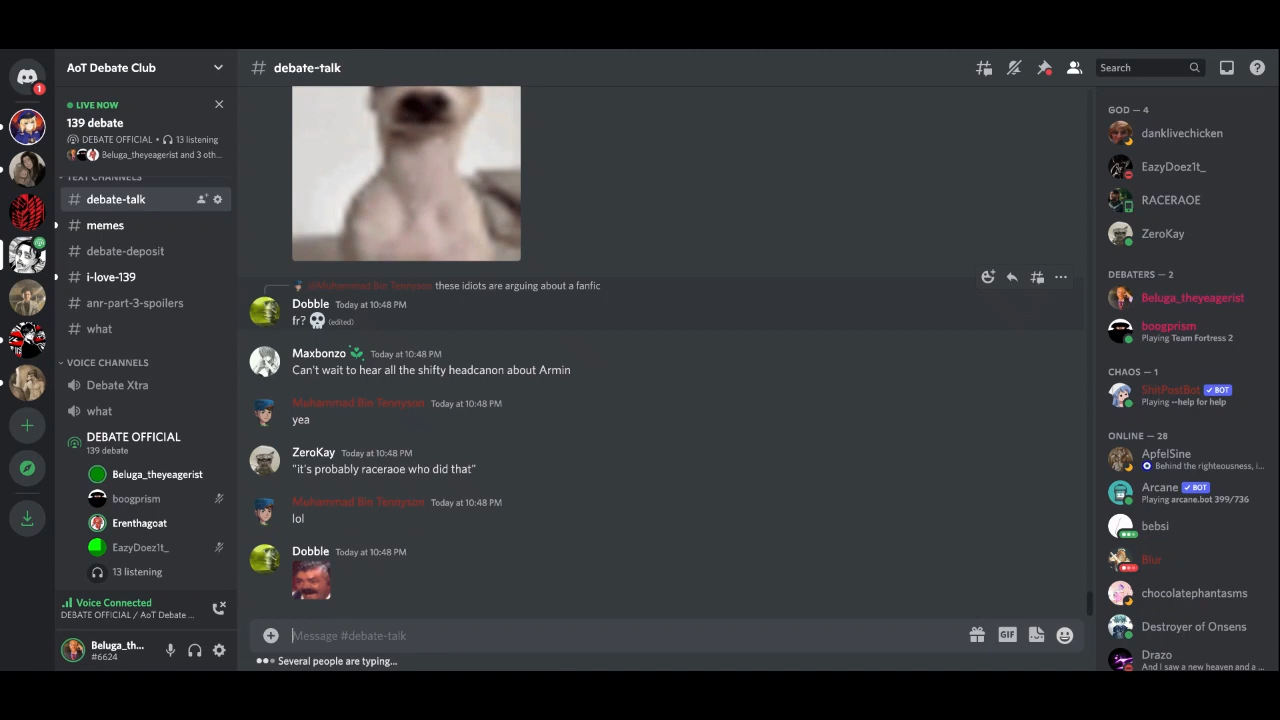 AoT Debate Club
LIVE NOW
139 debate
DEBATE OFFICIAL • 13 listening
Beluga_theyeagerist and 3 oth...
TEXT CHANNELS
debate-talk
memes
debate-deposit
i-love-139
anr-part-3-spoilers
what
VOICE CHANNELS
Debate Xtra
what
DEBATE OFFICIAL
139 debate
Beluga_theyeagerist
boogprism
Erenthagoat
EazyDoez1t_
13 listening
Voice Connected
DEBATE OFFICIAL / AoT Debate ...
Beluga_th...
#6624
1
# debate-talk
@Muhammad Bin Tennyson these idiots are arguing about a fanfic
Dobble Today at 10:48 PM
fr? 💀 (edited)
Maxbonzo Today at 10:48 PM
Can't wait to hear all the shifty headcanon about Armin
Muhammad Bin Tennyson Today at 10:48 PM
yea
ZeroKay Today at 10:48 PM
"it's probably raceraoe who did that"
Muhammad Bin Tennyson Today at 10:48 PM
lol
Dobble Today at 10:48 PM
Message #debate-talk
GIF
Several people are typing...
Search
GOD — 4
danklivechicken
EazyDoez1t_
RACERAOE
ZeroKay
DEBATERS — 2
Beluga_theyeagerist
boogprism
Playing Team Fortress 2
CHAOS — 1
ShitPostBot ✓ BOT
Playing --help for help
ONLINE — 28
ApfelSine
Behind the righteousness, i...
Arcane ✓ BOT
Playing arcane.bot 399/736
bebsi
Blur
chocolatephantasms
Destroyer of Onsens
Drazo
And I saw a new heaven and a ...